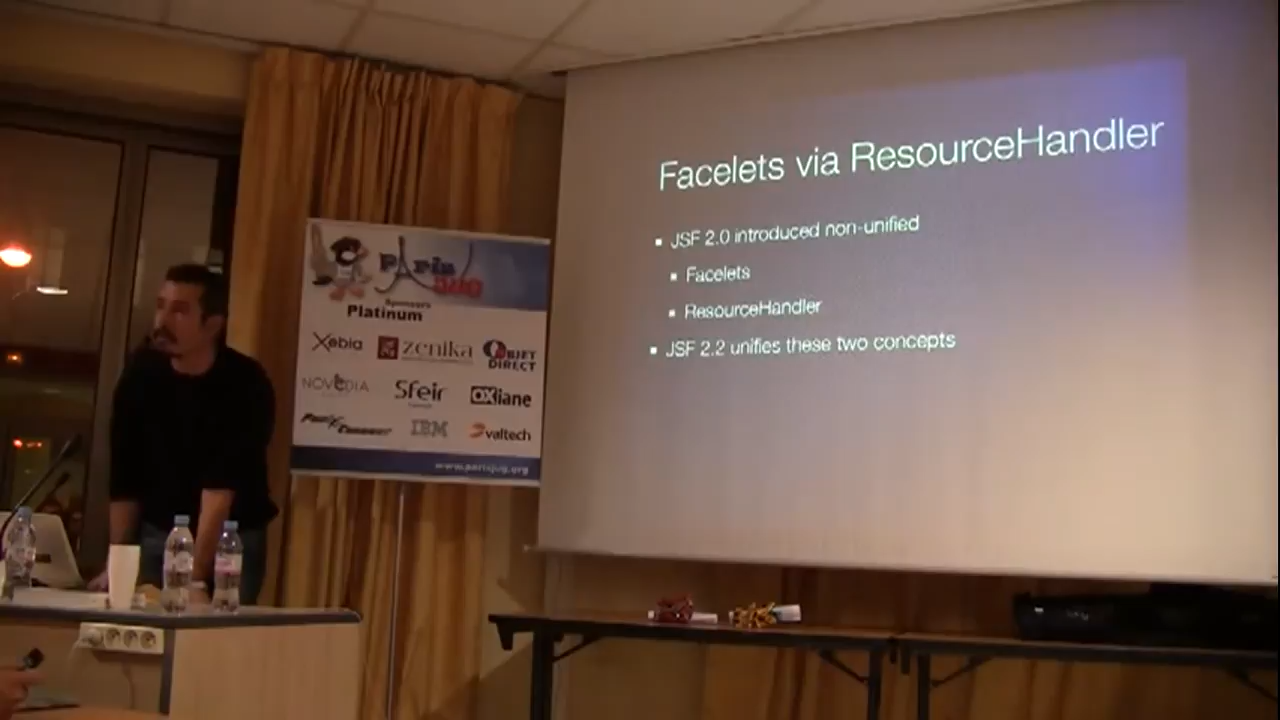 Facelets via ResourceHandler
▪ JSF 2.0 introduced non-unified
▪ Facelets
▪ ResourceHandler
▪ JSF 2.2 unifies these two concepts
Paris
JUG
Sponsors
Platinum
Xebia zenika OBJET DIRECT
NOVEDIA Sfeir OXiane
IBM valtech
www.parisjug.org